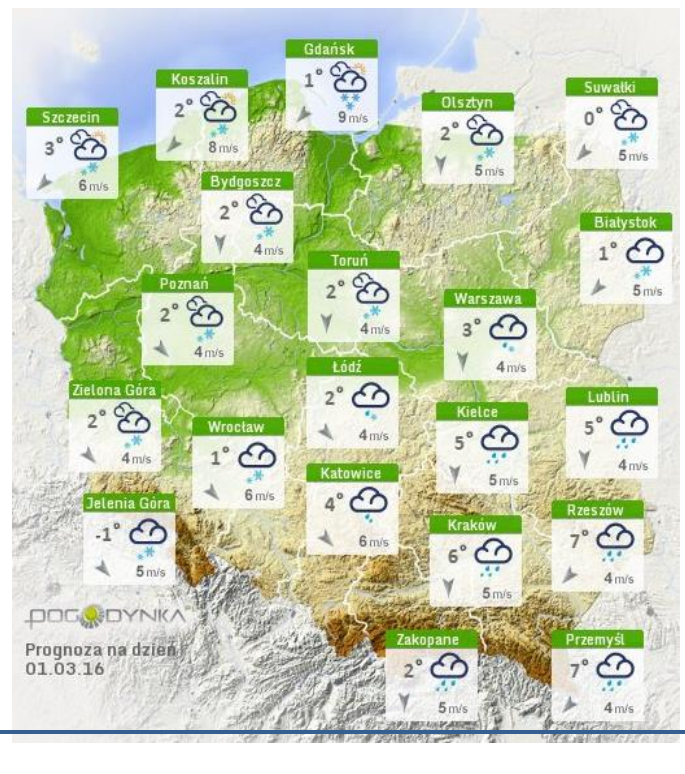 Gdańsk
1°
9 m/s
Koszalin
2°
8 m/s
Suwałki
0°
5 m/s
Olsztyn
2°
5 m/s
Szczecin
3°
6 m/s
Bydgoszcz
2°
4 m/s
Białystok
1°
5 m/s
Toruń
2°
4 m/s
Poznań
2°
4 m/s
Warszawa
3°
4 m/s
Łódź
2°
4 m/s
Zielona Góra
2°
4 m/s
Lublin
5°
4 m/s
Kielce
5°
5 m/s
Wrocław
1°
6 m/s
Katowice
4°
6 m/s
Jelenia Góra
-1°
5 m/s
Rzeszów
7°
4 m/s
Kraków
6°
5 m/s
POGODYNKA
Prognoza na dzień
01.03.16
Zakopane
2°
5 m/s
Przemyśl
7°
4 m/s